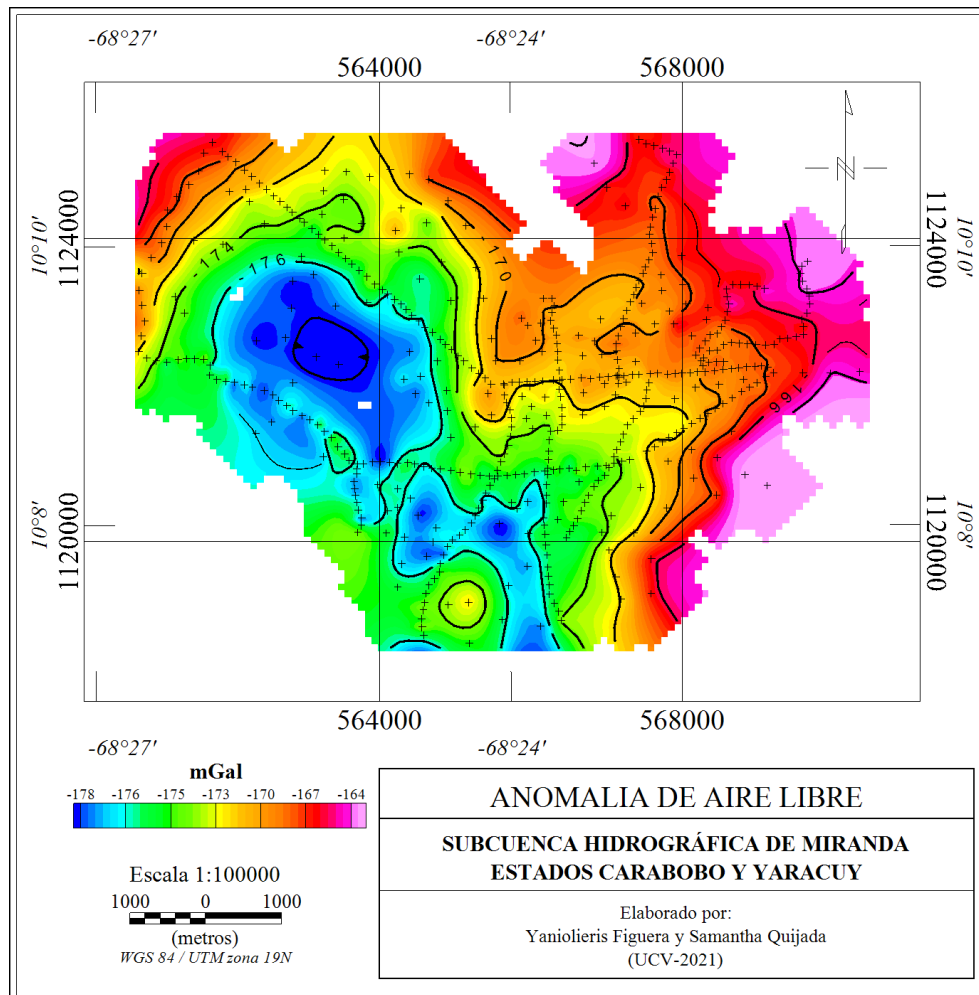 -68°27' -68°24'
564000 568000
10°10' 1124000 1124000 10°10'
-174
-176
-170
166
10°8' 1120000 1120000 10°8'
564000 568000
-68°27' -68°24'
mGal
-178 -176 -175 -173 -170 -167 -164
Escala 1:100000
1000 0 1000
(metros)
WGS 84 / UTM zona 19N
ANOMALIA DE AIRE LIBRE
SUBCUENCA HIDROGRÁFICA DE MIRANDA
ESTADOS CARABOBO Y YARACUY
Elaborado por:
Yaniolieris Figuera y Samantha Quijada
(UCV-2021)
N